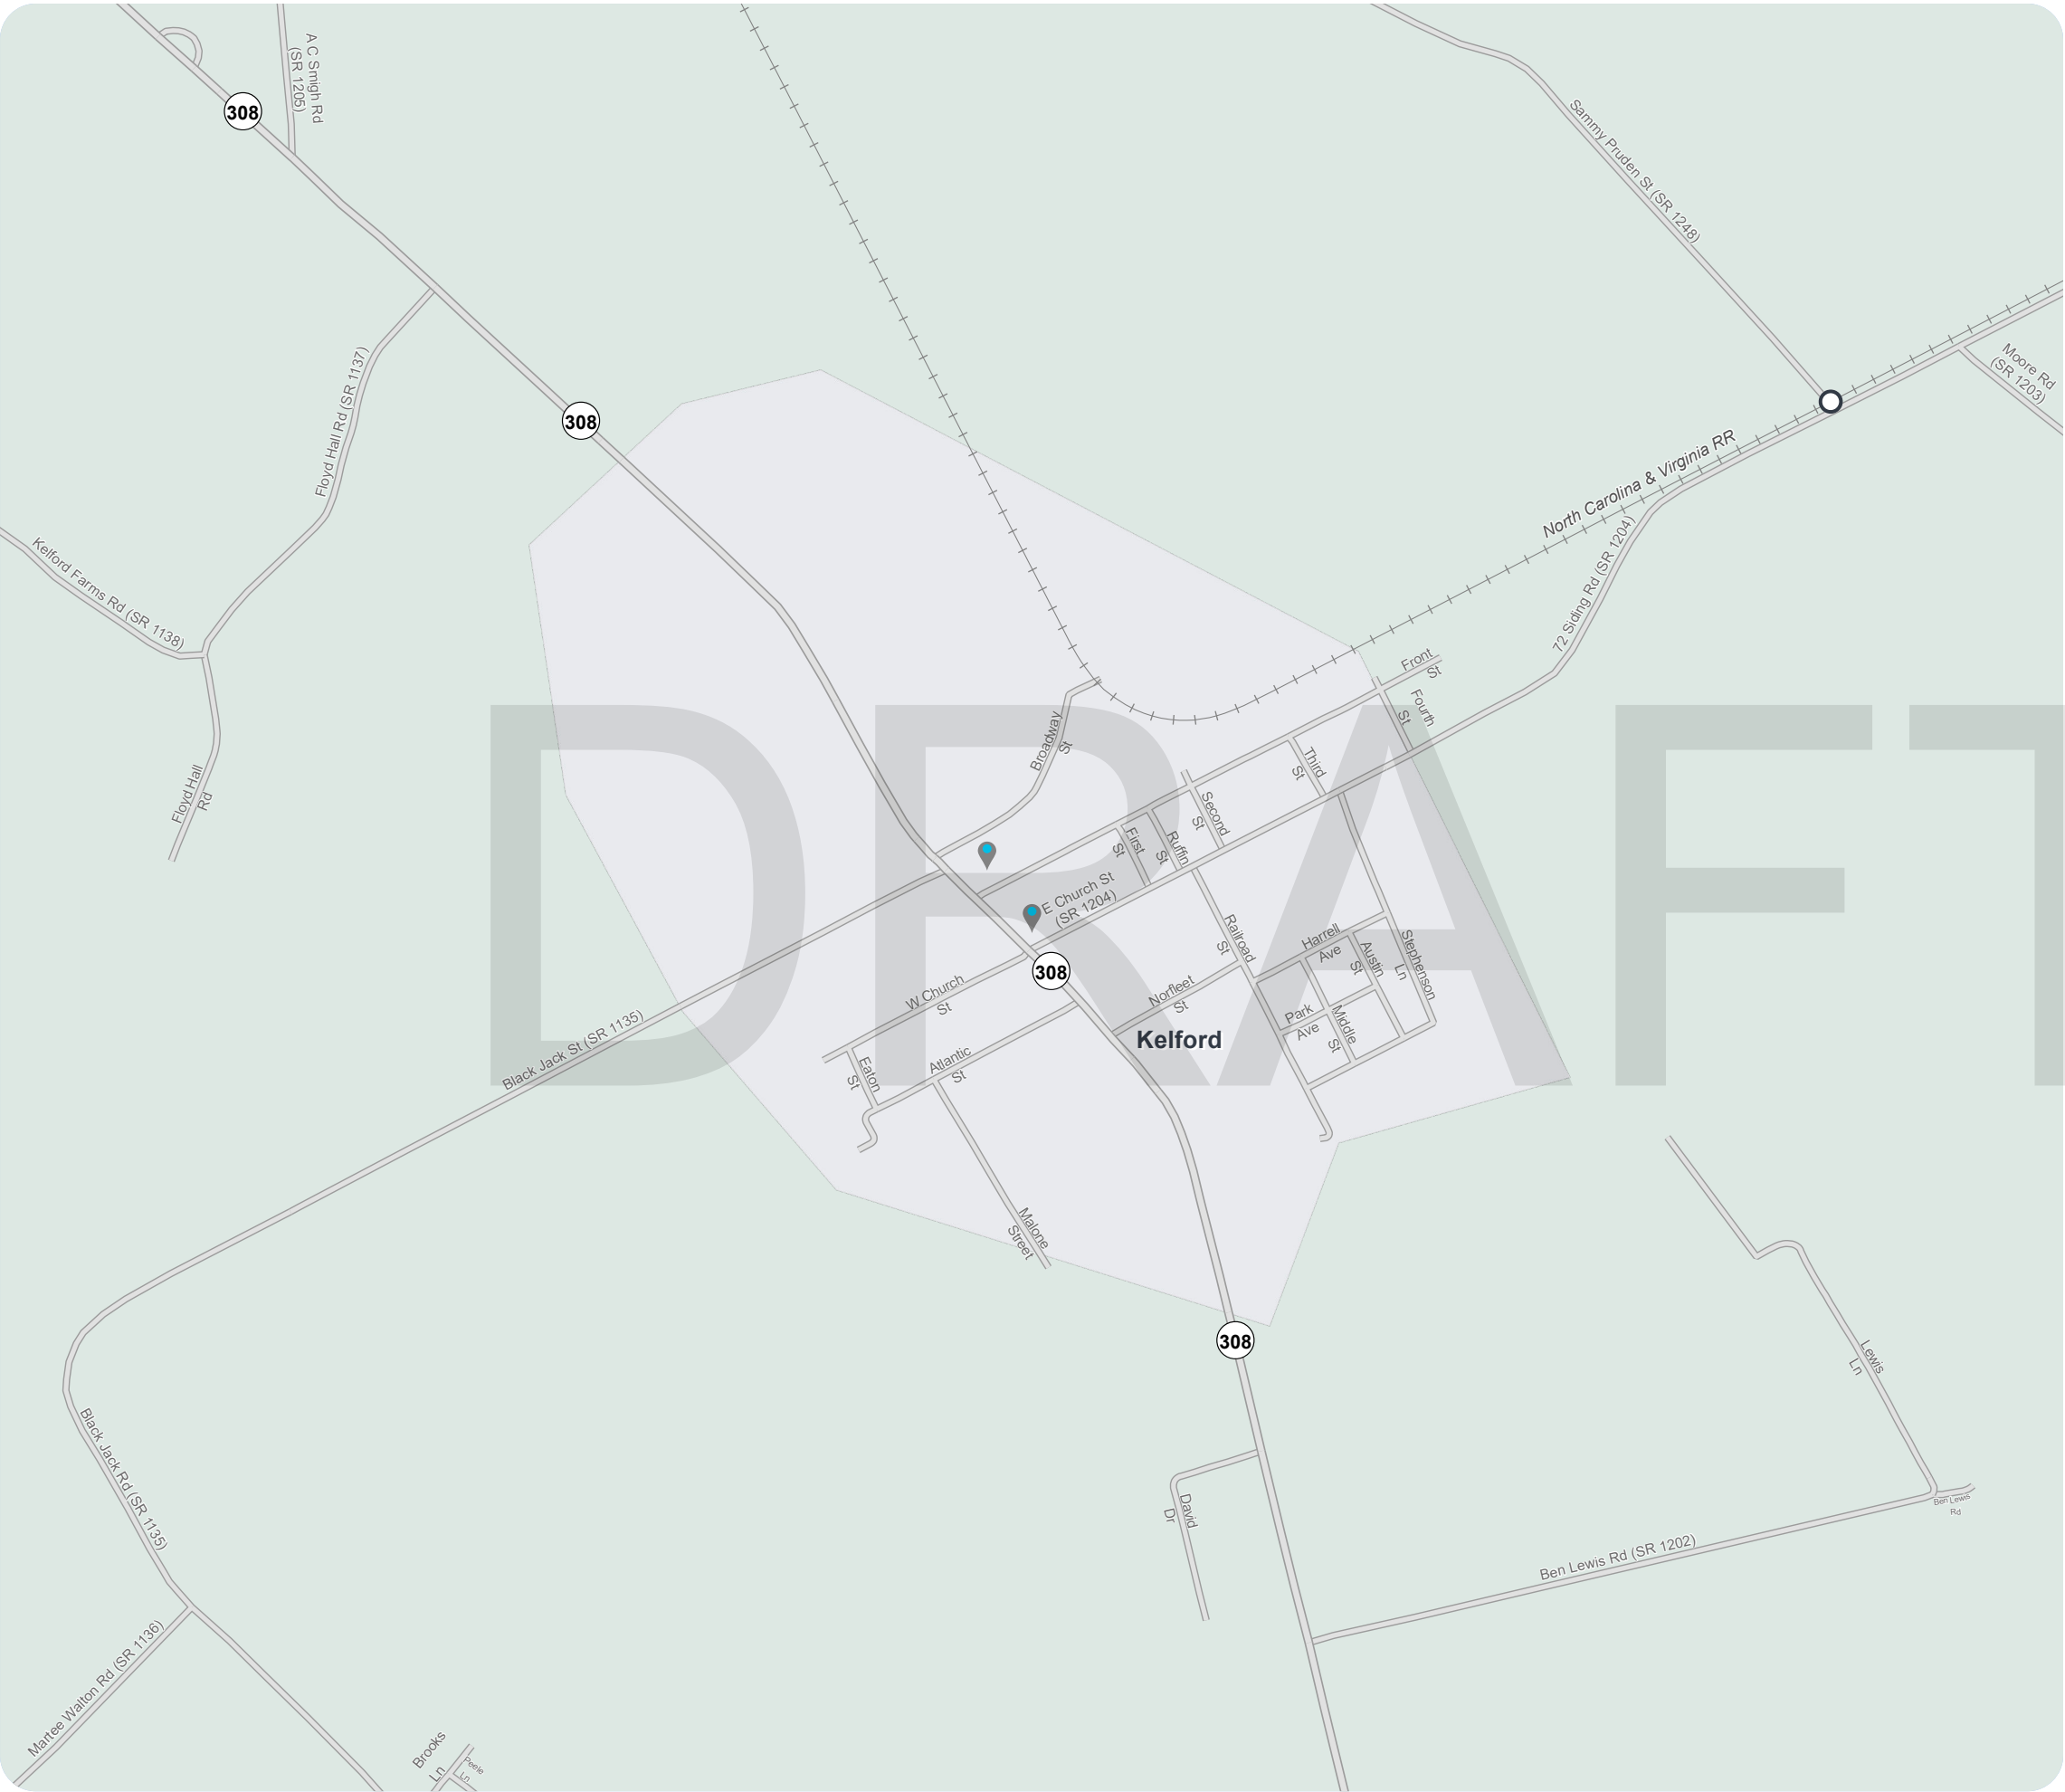 A C Smigh Rd
(SR 1205)
308
Sammy Pruden St (SR 1248)
Moore Rd
(SR 1203)
Floyd Hall Rd (SR 1137)
308
North Carolina & Virginia RR
Kelford Farms Rd (SR 1138)
72 Siding Rd (SR 1204)
Front
St
Fourth
St
Broadway
St
Third
St
Floyd Hall
Rd
Second
St
First
St
Ruffin
St
DRAFT
E Church St
(SR 1204)
Railroad
St
Harrell
Ave
Austin
St
Stephenson
Ln
308
W Church
St
Norfleet
St
Park
Ave
Middle
St
Kelford
Black Jack St (SR 1135)
Atlantic
St
Eaton
St
Malone
Street
308
Lewis
Ln
Black Jack Rd (SR 1135)
David
Dr
Ben Lewis
Rd
Ben Lewis Rd (SR 1202)
Martee Walton Rd (SR 1136)
Brooks
Ln
Peele
Ln